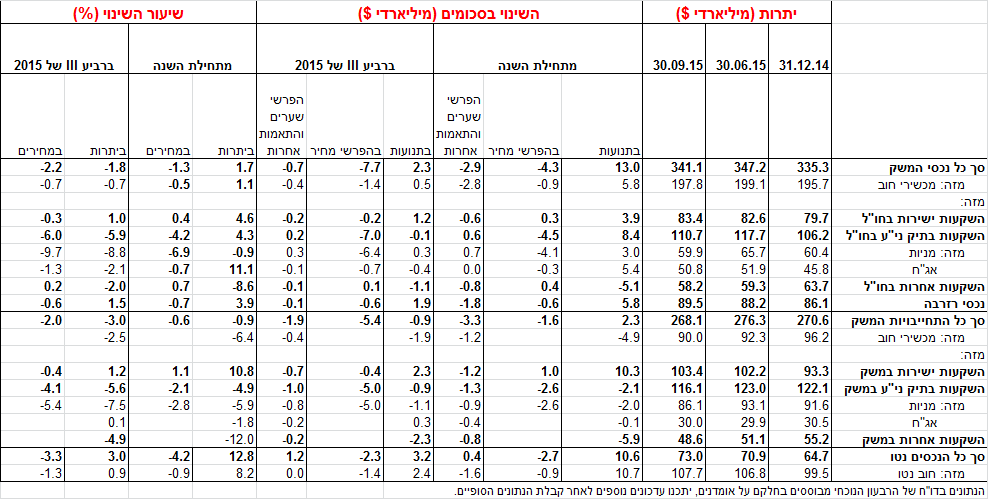 יתרות (מיליארדי $) השינוי בסכומים (מיליארדי $) שיעור השינוי (%)
31.12.14 30.06.15 30.09.15 מתחילת השנה ברביע III של 2015 מתחילת השנה ברביע III של 2015
בתנועות בהפרשי מחיר הפרשי שערים והתאמות אחרות בתנועות בהפרשי מחיר הפרשי שערים והתאמות אחרות ביתרות במחירים ביתרות במחירים
סך כל נכסי המשק 335.3 347.2 341.1 13.0 -4.3 -2.9 2.3 -7.7 -0.7 1.7 -1.3 -1.8 -2.2
מזה: מכשירי חוב 195.7 199.1 197.8 5.8 -0.9 -2.8 0.5 -1.4 -0.4 1.1 -0.5 -0.7 -0.7
מזה:
השקעות ישירות בחו"ל 79.7 82.6 83.4 3.9 0.3 -0.6 1.2 -0.2 -0.2 4.6 0.4 1.0 -0.3
השקעות בתיק ני"ע בחו"ל 106.2 117.7 110.7 8.4 -4.5 0.6 -0.1 -7.0 0.2 4.3 -4.2 -5.9 -6.0
מזה: מניות 60.4 65.7 59.9 3.0 -4.1 0.7 0.3 -6.4 0.3 -0.9 -6.9 -8.8 -9.7
אג"ח 45.8 51.9 50.8 5.4 -0.3 0.0 -0.4 -0.7 -0.1 11.1 -0.7 -2.1 -1.3
השקעות אחרות בחו"ל 63.7 59.3 58.2 -5.1 0.4 -0.8 -1.1 0.1 -0.1 -8.6 0.7 -2.0 0.2
נכסי רזרבה 86.1 88.2 89.5 5.8 -0.6 -1.8 1.9 -0.6 -0.1 3.9 -0.7 1.5 -0.6
סך כל התחייבויות המשק 270.6 276.3 268.1 2.3 -1.6 -3.3 -0.9 -5.4 -1.9 -0.9 -0.6 -3.0 -2.0
מזה: מכשירי חוב 96.2 92.3 90.0 -4.9 -1.2 -1.9 -0.4 -6.4 -2.5
מזה:
השקעות ישירות במשק 93.3 102.2 103.4 10.3 1.0 -1.2 2.3 -0.4 -0.7 10.8 1.1 1.2 -0.4
השקעות בתיק ני"ע במשק 122.1 123.0 116.1 -2.1 -2.6 -1.3 -0.9 -5.0 -1.0 -4.9 -2.1 -5.6 -4.1
מזה: מניות 91.6 93.1 86.1 -2.0 -2.6 -0.9 -1.1 -5.0 -0.8 -5.9 -2.8 -7.5 -5.4
אג"ח 30.5 29.9 30.0 -0.1 -0.4 0.3 -0.2 -1.8 0.1
השקעות אחרות במשק 55.2 51.1 48.6 -5.9 -0.8 -2.3 -0.2 -12.0 -4.9
סך כל הנכסים נטו 64.7 70.9 73.0 10.6 -2.7 0.4 3.2 -2.3 1.2 12.8 -4.2 3.0 -3.3
מזה: חוב נטו 99.5 106.8 107.7 10.7 -0.9 -1.6 2.4 -1.4 0.0 8.2 -0.9 0.9 -1.3
הנתונים בדו"ח של הרבעון הנוכחי מבוססים בחלקם על אומדנים, יתכנו עדכונים נוספים לאחר קבלת הנתונים הסופיים.